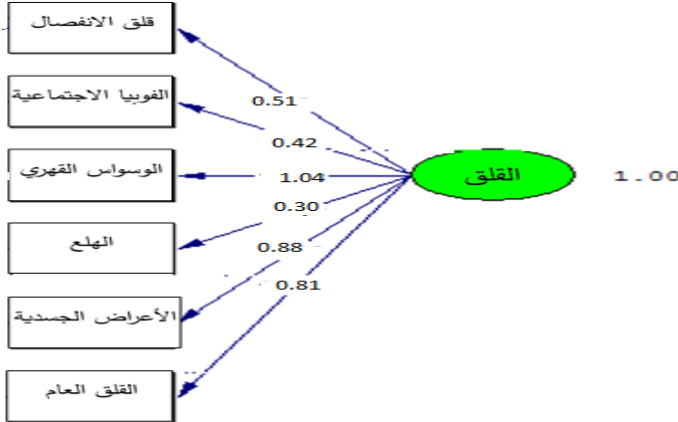 قلق الانفصال
0.51
الفوبيا الاجتماعية
0.42
الوسواس القهري
1.04
القلق
1.00
0.30
الهلع
0.88
0.81
الأعراض الجسدية
القلق العام